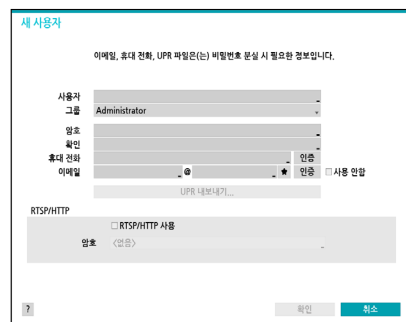 새 사용자
이메일, 휴대 전화, UPR 파일은(는) 비밀번호 분실 시 필요한 정보입니다.
사용자
그룹 Administrator
암호
확인
휴대 전화 인증
이메일 @ ★ 인증 사용 안함
UPR 내보내기...
RTSP/HTTP
RTSP/HTTP 사용
암호 <없음>
? 확인 취소